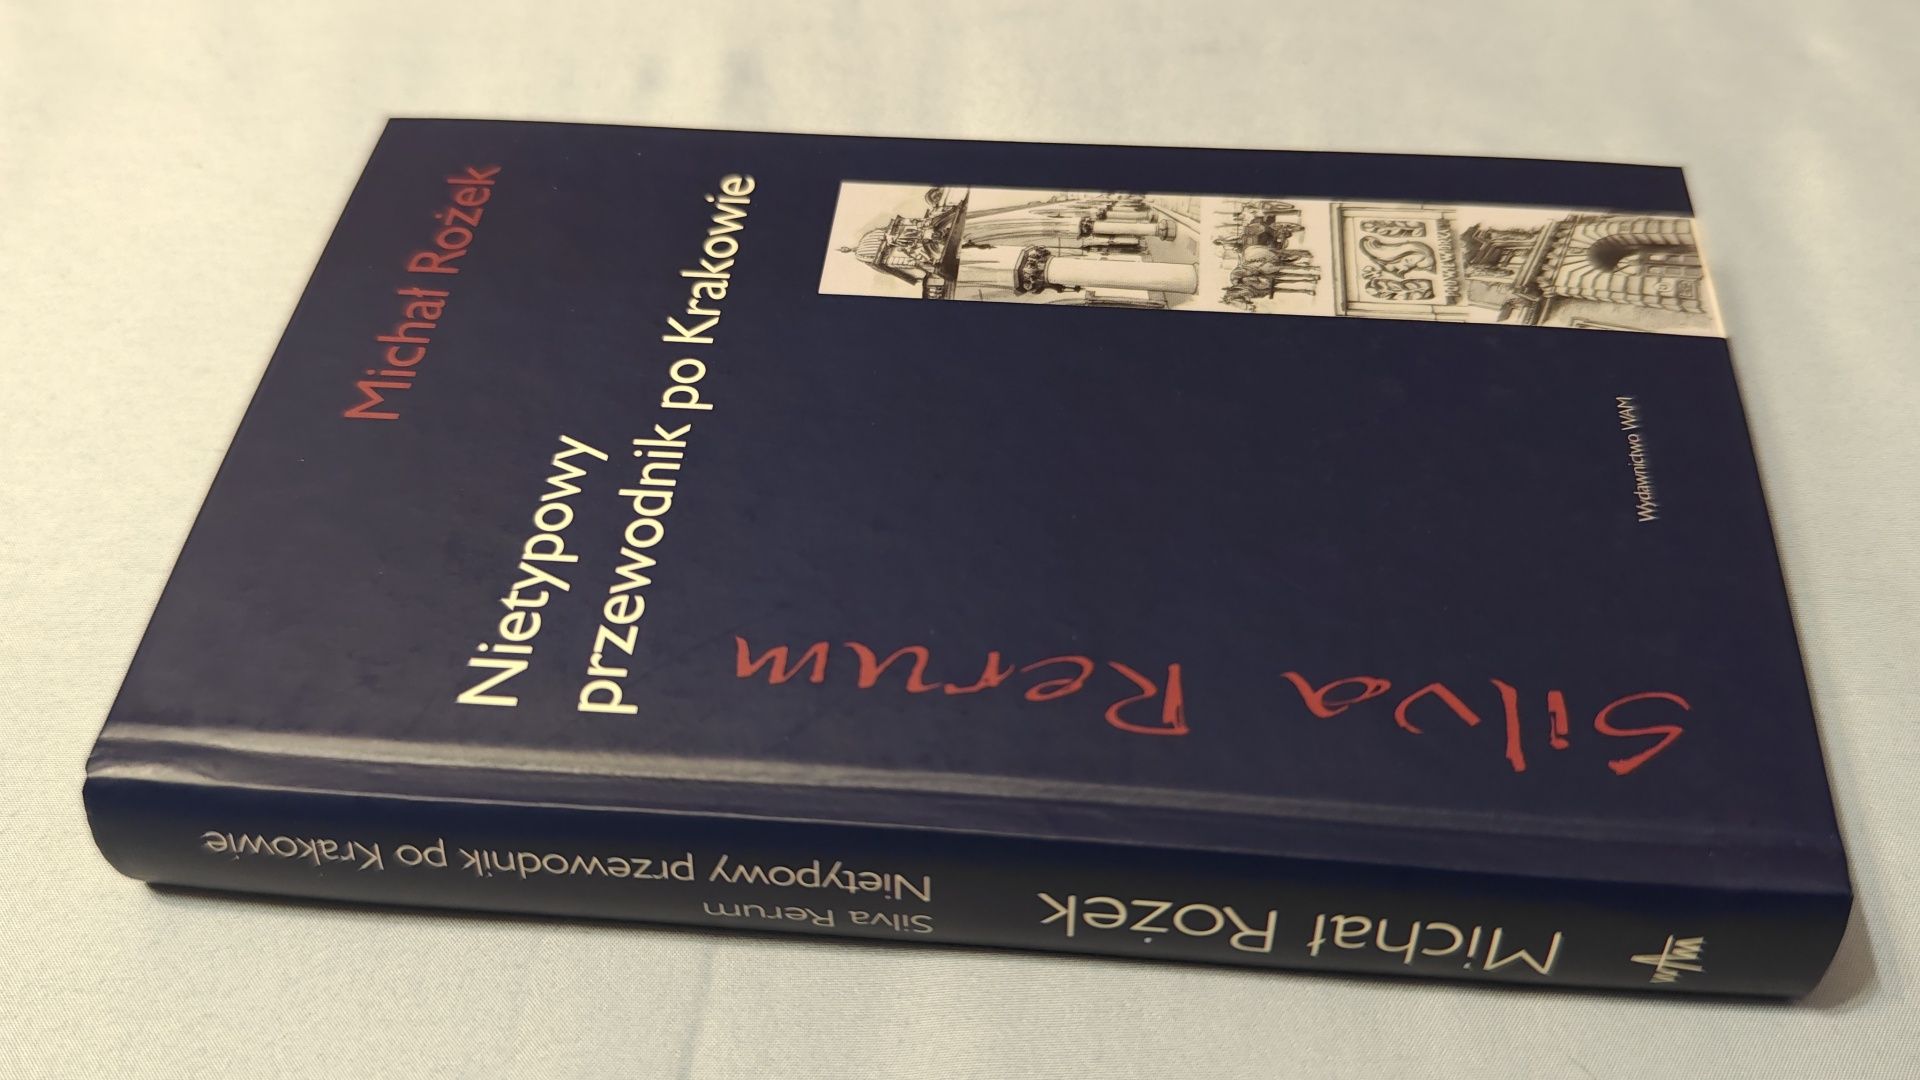 Michał Rożek
Nietypowy
przewodnik po Krakowie
Silva Rerum
Wydawnictwo WAM
Silva Rerum
Nietypowy przewodnik po Krakowie
Michał Rożek
WAM